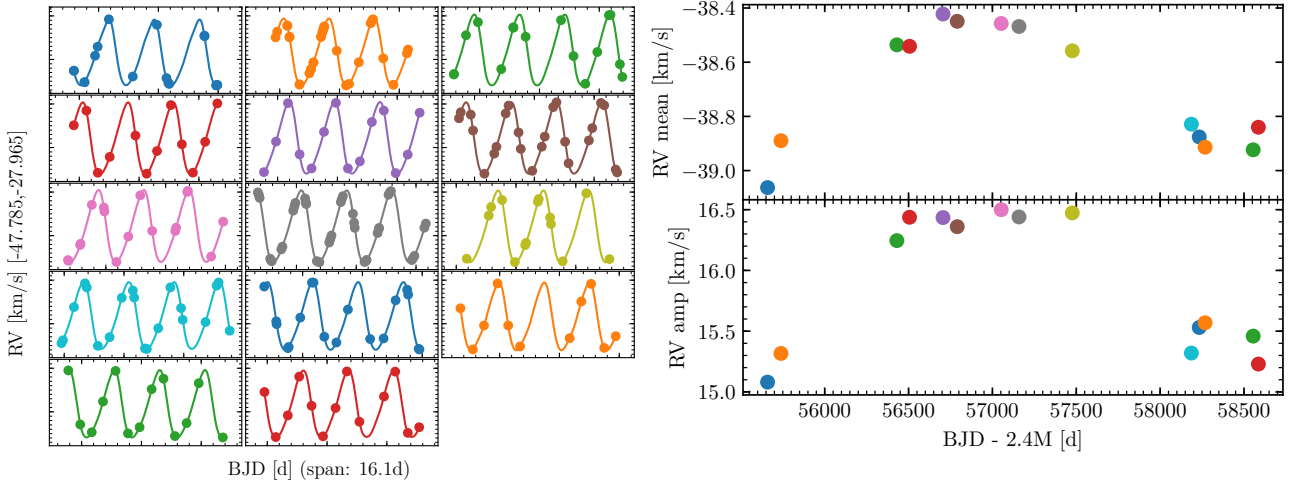 RV [km/s] [-47.785,-27.965]
BJD [d] (span: 16.1d)
RV mean [km/s]
−38.4
−38.6
−38.8
−39.0
RV amp [km/s]
16.5
16.0
15.5
15.0
56000 56500 57000 57500 58000 58500
BJD - 2.4M [d]